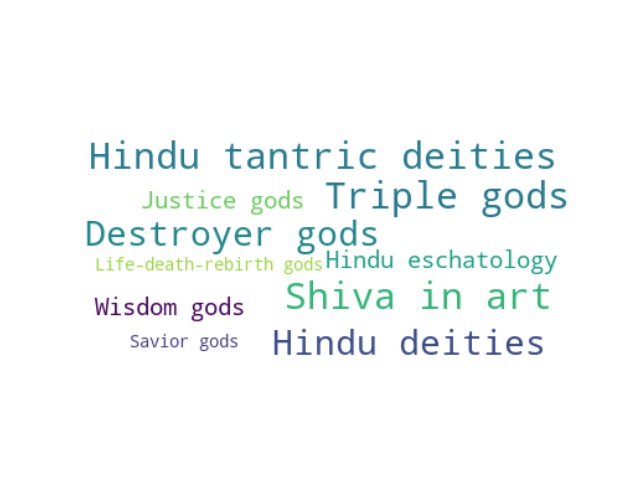 Hindu tantric deities
Justice gods Triple gods
Destroyer gods
Life-death-rebirth gods Hindu eschatology
Wisdom gods Shiva in art
Savior gods Hindu deities